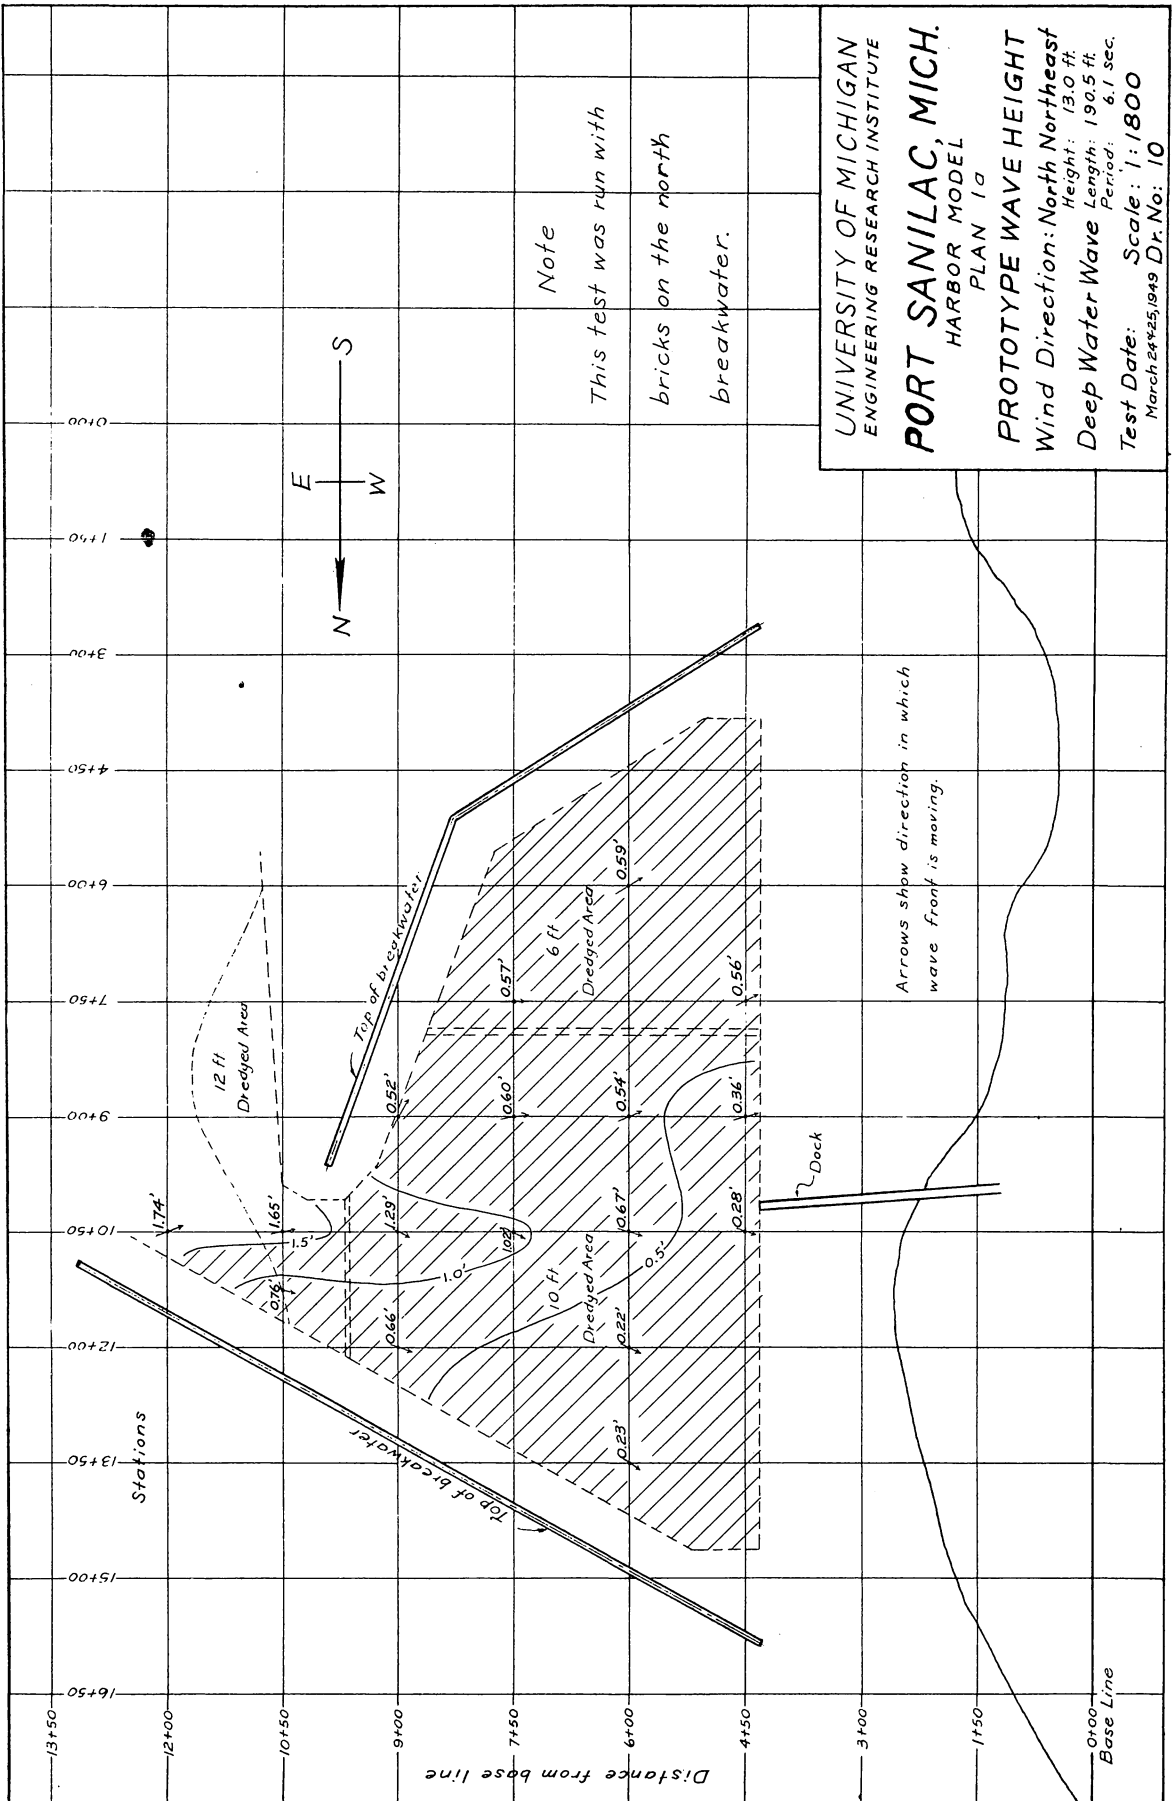 UNIVERSITY OF MICHIGAN
ENGINEERING RESEARCH INSTITUTE
PORT SANILAC, MICH.
HARBOR MODEL
PLAN 1a
PROTOTYPE WAVE HEIGHT
Wind Direction: North Northeast
Deep Water Wave
Height: 13.0 ft.
Length: 190.5 ft.
Period: 6.1 sec.
Test Date: Scale: 1:1800
March 24&25,1949 Dr. No: 10
Note
This test was run with
bricks on the north
breakwater.
N
S
E
W
Stations
16+50
15+00
13+50
12+00
10+50
9+00
7+50
6+00
4+50
3+00
1+50
0+00
Distance from base line
13+50
12+00
10+50
9+00
7+50
6+00
4+50
3+00
1+50
0+00
Base Line
12 ft
Dredged Area
Top of breakwater
Top of breakwater
1.74'
1.65'
1.5'
0.76'
1.29'
0.52'
1.0'
0.66'
1.02'
0.60'
0.57'
6 ft
Dredged Area
10 ft
Dredged Area
0.23'
0.22'
0.67'
0.54'
0.59'
0.5'
0.28'
0.36'
0.56'
Dock
Arrows show direction in which
wave front is moving.